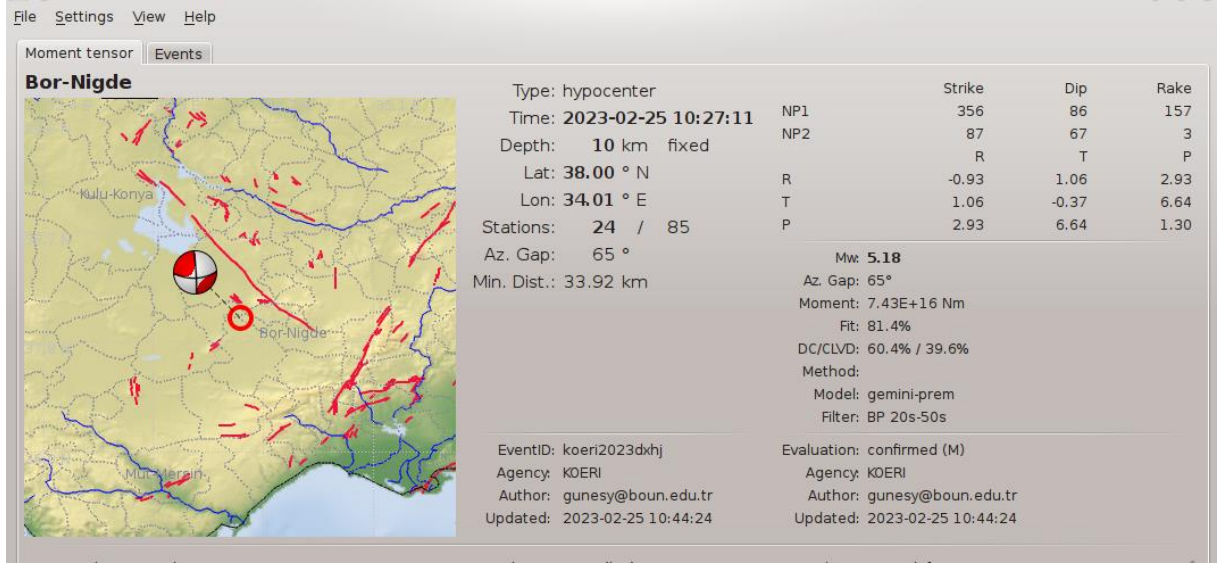 File Settings View Help
Moment tensor Events
Bor-Nigde
Kulu-Konya
Bor-Nigde
Mut-Mersin
Type: hypocenter
Time: 2023-02-25 10:27:11
Depth: 10 km fixed
Lat: 38.00 ° N
Lon: 34.01 ° E
Stations: 24 / 85
Az. Gap: 65 °
Min. Dist.: 33.92 km
Strike Dip Rake
NP1 356 86 157
NP2 87 67 3
R T P
R -0.93 1.06 2.93
T 1.06 -0.37 6.64
P 2.93 6.64 1.30
Mw: 5.18
Az. Gap: 65°
Moment: 7.43E+16 Nm
Fit: 81.4%
DC/CLVD: 60.4% / 39.6%
Method:
Model: gemini-prem
Filter: BP 20s-50s
EventID: koeri2023dxhj
Agency: KOERI
Author: gunesy@boun.edu.tr
Updated: 2023-02-25 10:44:24
Evaluation: confirmed (M)
Agency: KOERI
Author: gunesy@boun.edu.tr
Updated: 2023-02-25 10:44:24